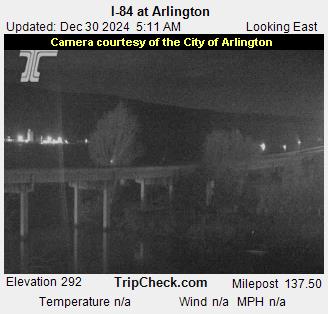 I-84 at Arlington
Updated: Dec 30 2024 5:11 AM Looking East
Camera courtesy of the City of Arlington
Elevation 292 TripCheck.com Milepost 137.50
Temperature n/a Wind n/a MPH n/a